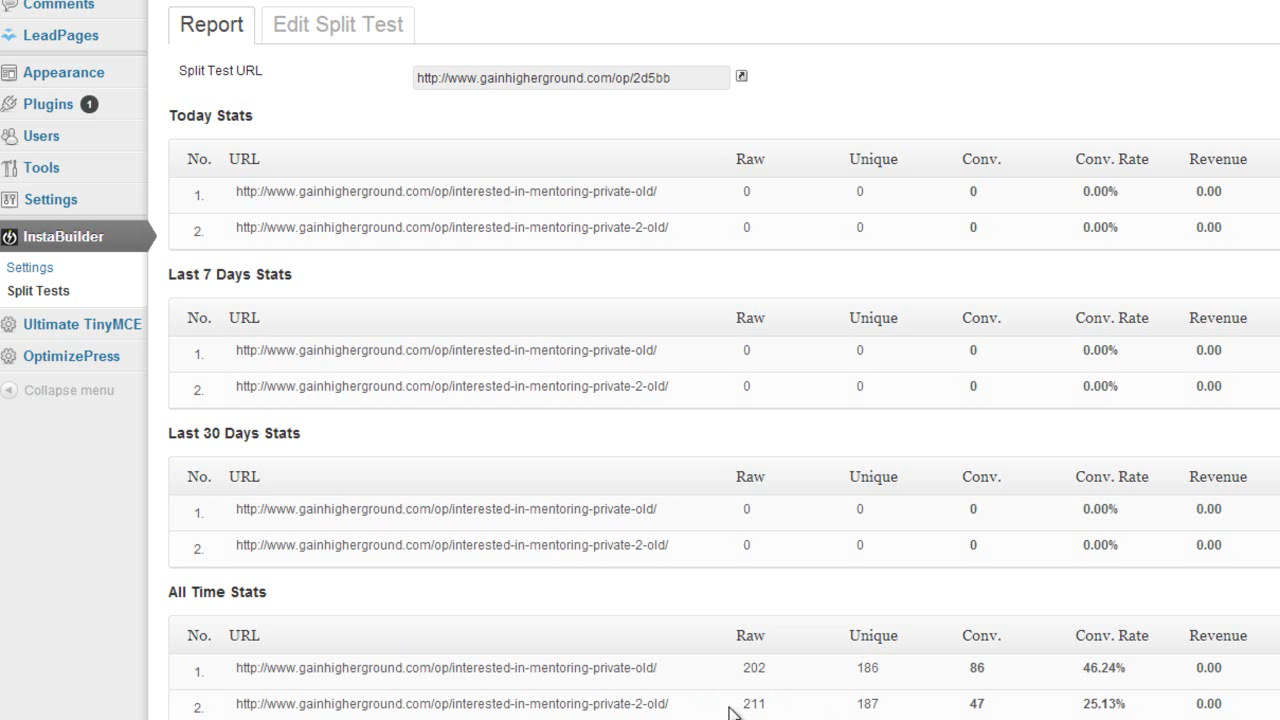 Comments
LeadPages
Appearance
Plugins 1
Users
Tools
Settings
InstaBuilder
Settings
Split Tests
Ultimate TinyMCE
OptimizePress
Collapse menu
Report Edit Split Test
Split Test URL http://www.gainhigherground.com/op/2d5bb
Today Stats
No. URL Raw Unique Conv. Conv. Rate Revenue
1. http://www.gainhigherground.com/op/interested-in-mentoring-private-old/ 0 0 0 0.00% 0.00
2. http://www.gainhigherground.com/op/interested-in-mentoring-private-2-old/ 0 0 0 0.00% 0.00
Last 7 Days Stats
No. URL Raw Unique Conv. Conv. Rate Revenue
1. http://www.gainhigherground.com/op/interested-in-mentoring-private-old/ 0 0 0 0.00% 0.00
2. http://www.gainhigherground.com/op/interested-in-mentoring-private-2-old/ 0 0 0 0.00% 0.00
Last 30 Days Stats
No. URL Raw Unique Conv. Conv. Rate Revenue
1. http://www.gainhigherground.com/op/interested-in-mentoring-private-old/ 0 0 0 0.00% 0.00
2. http://www.gainhigherground.com/op/interested-in-mentoring-private-2-old/ 0 0 0 0.00% 0.00
All Time Stats
No. URL Raw Unique Conv. Conv. Rate Revenue
1. http://www.gainhigherground.com/op/interested-in-mentoring-private-old/ 202 186 86 46.24% 0.00
2. http://www.gainhigherground.com/op/interested-in-mentoring-private-2-old/ 211 187 47 25.13% 0.00